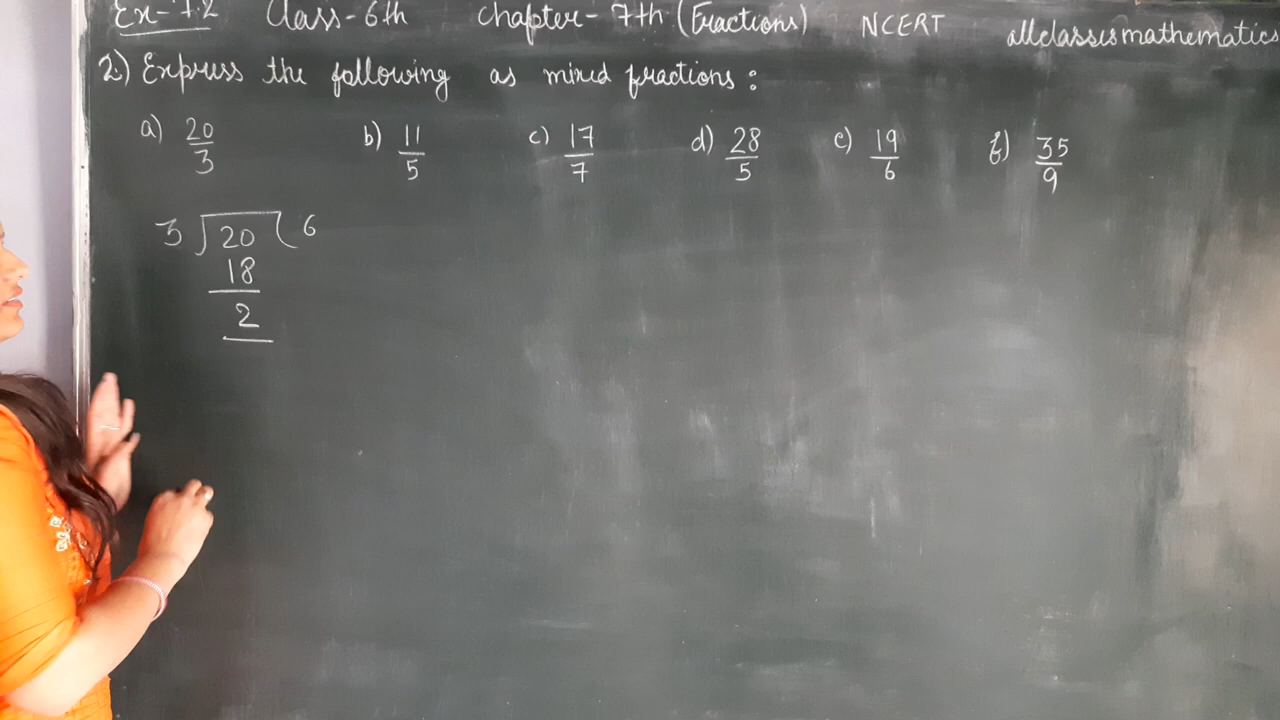 Ex-7.2 Class-6th Chapter-7th (Fractions) NCERT allclassesmathematics
2) Express the following as mixed fractions :
a) 20/3 b) 11/5 c) 17/7 d) 28/5 e) 19/6 f) 35/9
3 20 6
18
2